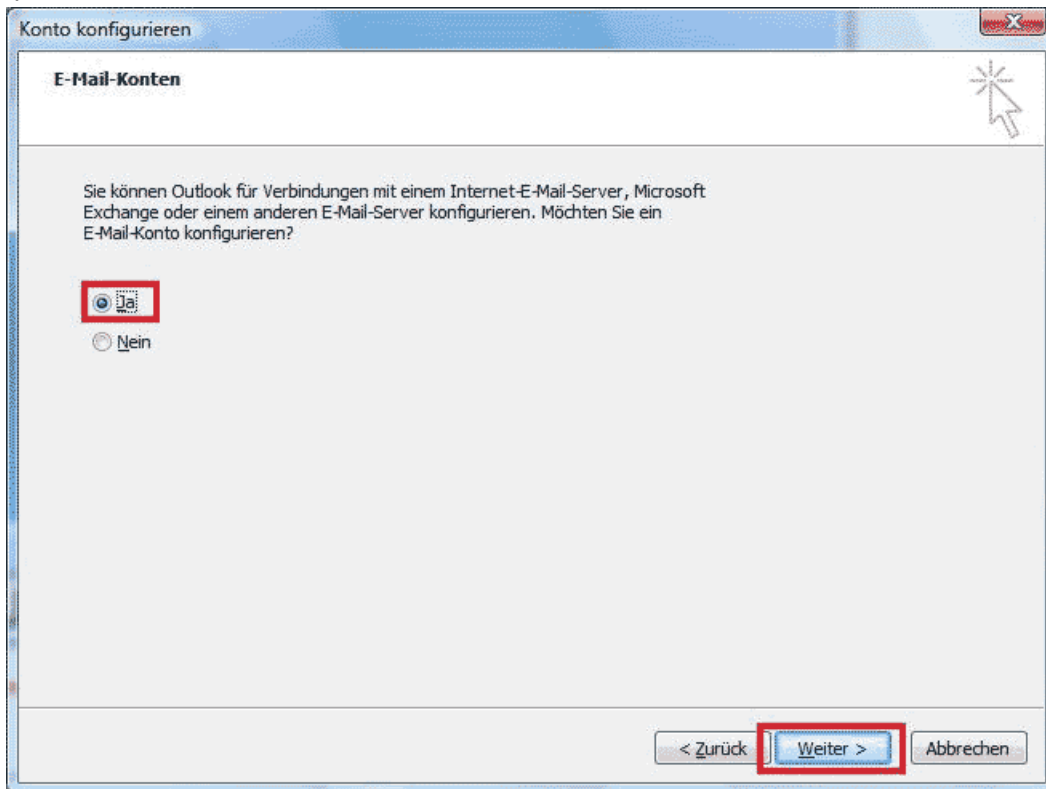 Konto konfigurieren
E-Mail-Konten
Sie können Outlook für Verbindungen mit einem Internet-E-Mail-Server, Microsoft
Exchange oder einem anderen E-Mail-Server konfigurieren. Möchten Sie ein
E-Mail-Konto konfigurieren?
Ja
Nein
< Zurück Weiter > Abbrechen